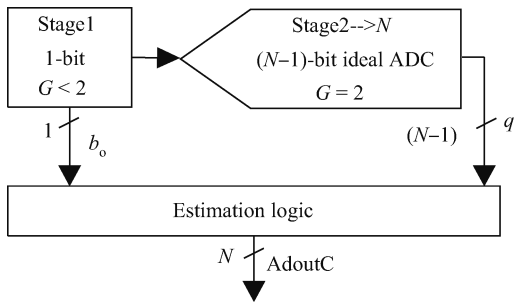 Stage1
1-bit
G < 2
Stage2-->N
(N−1)-bit ideal ADC
G = 2
1
bo
(N−1)
q
Estimation logic
N
AdoutC